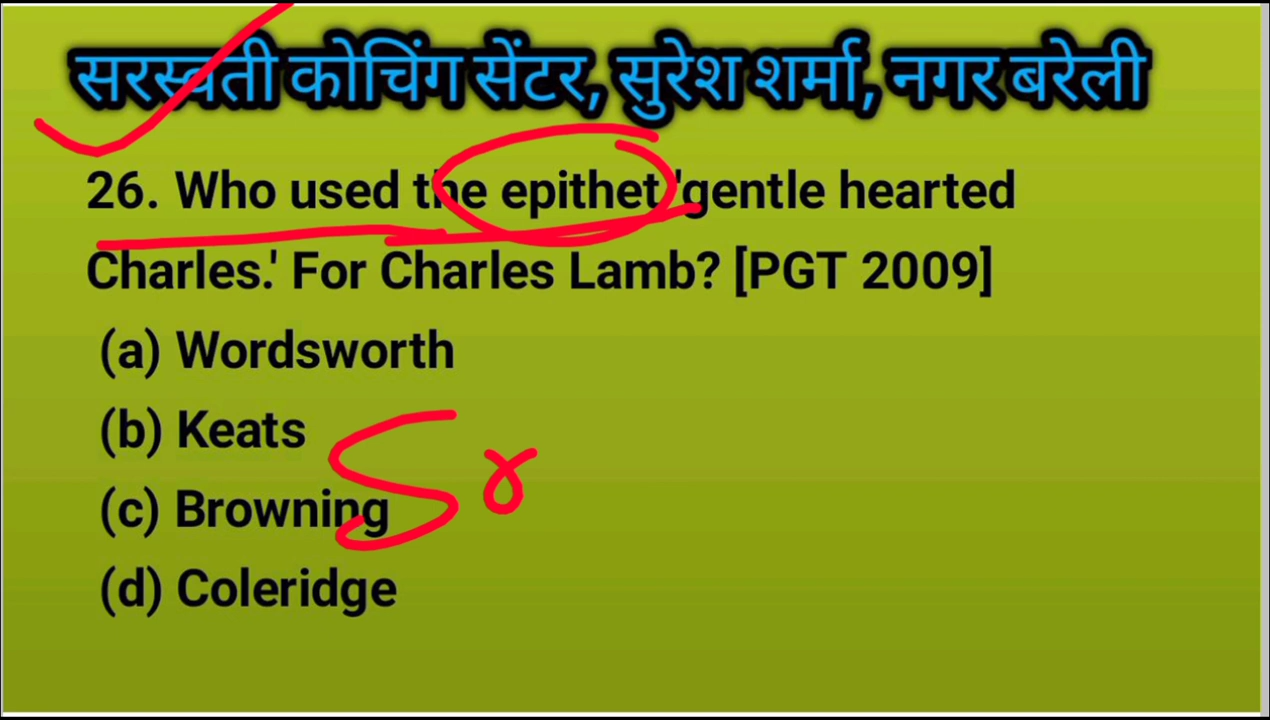 सरस्वती कोचिंग सेंटर, सुरेश शर्मा, नगर बरेली
26. Who used the epithet 'gentle hearted
Charles.' For Charles Lamb? [PGT 2009]
(a) Wordsworth
(b) Keats
(c) Browning
(d) Coleridge